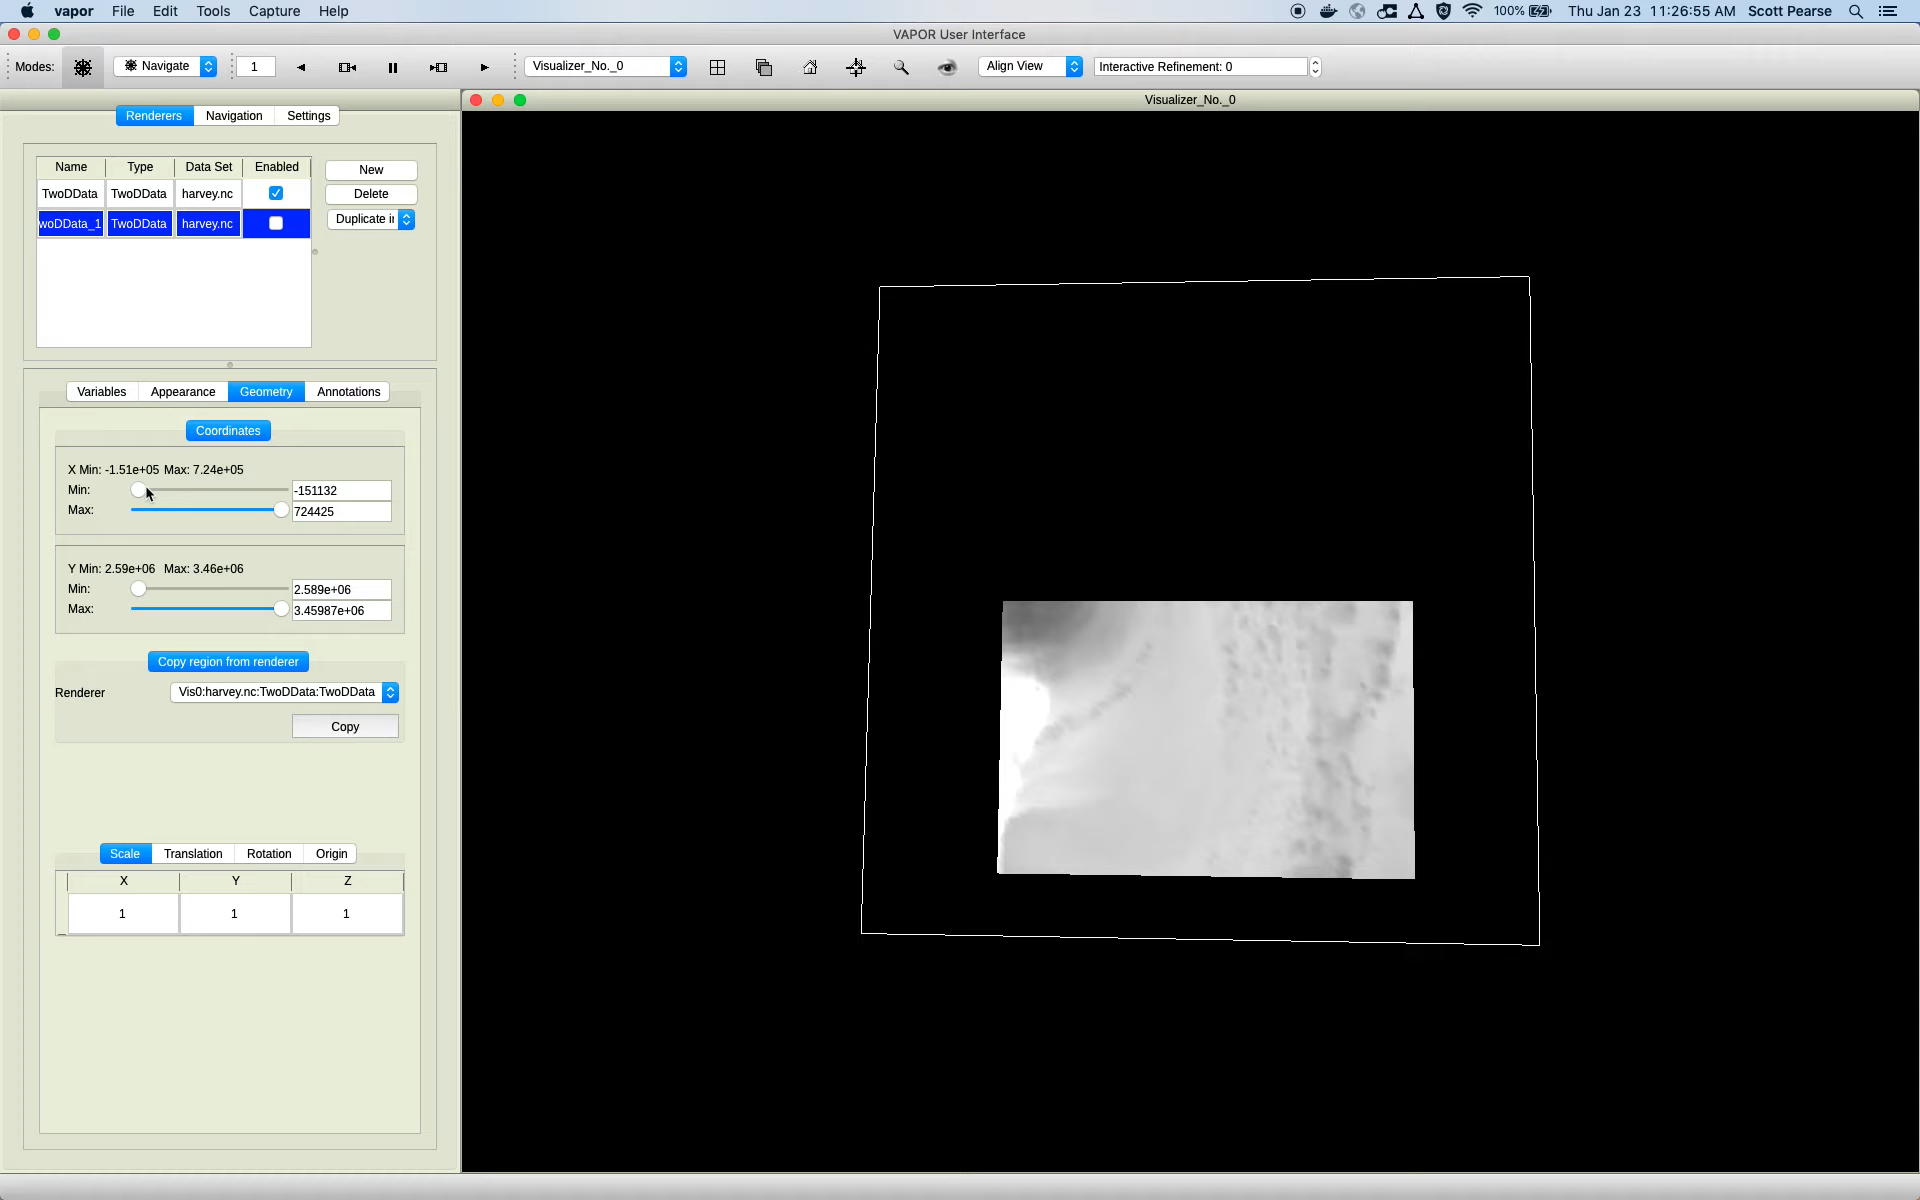 vapor File Edit Tools Capture Help 100% Thu Jan 23 11:26:55 AM Scott Pearse
VAPOR User Interface
Modes: Navigate 1 Visualizer_No._0 Align View Interactive Refinement: 0
Renderers Navigation Settings
Visualizer_No._0
Name Type Data Set Enabled
TwoDData TwoDData harvey.nc
woDData_1 TwoDData harvey.nc
New
Delete
Duplicate in
Variables Appearance Geometry Annotations
Coordinates
X Min: -1.51e+05 Max: 7.24e+05
Min: -151132
Max: 724425
Y Min: 2.59e+06 Max: 3.46e+06
Min: 2.589e+06
Max: 3.45987e+06
Copy region from renderer
Renderer Vis0:harvey.nc:TwoDData:TwoDData
Copy
Scale Translation Rotation Origin
X Y Z
1 1 1